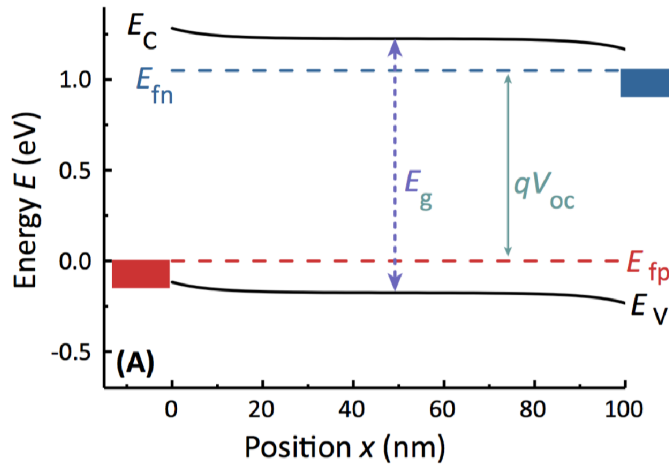 E_C
1.0
E_fn
0.5
E_g
qV_oc
0.0
E_fp
E_V
-0.5
(A)
0 20 40 60 80 100
Position x (nm)
Energy E (eV)